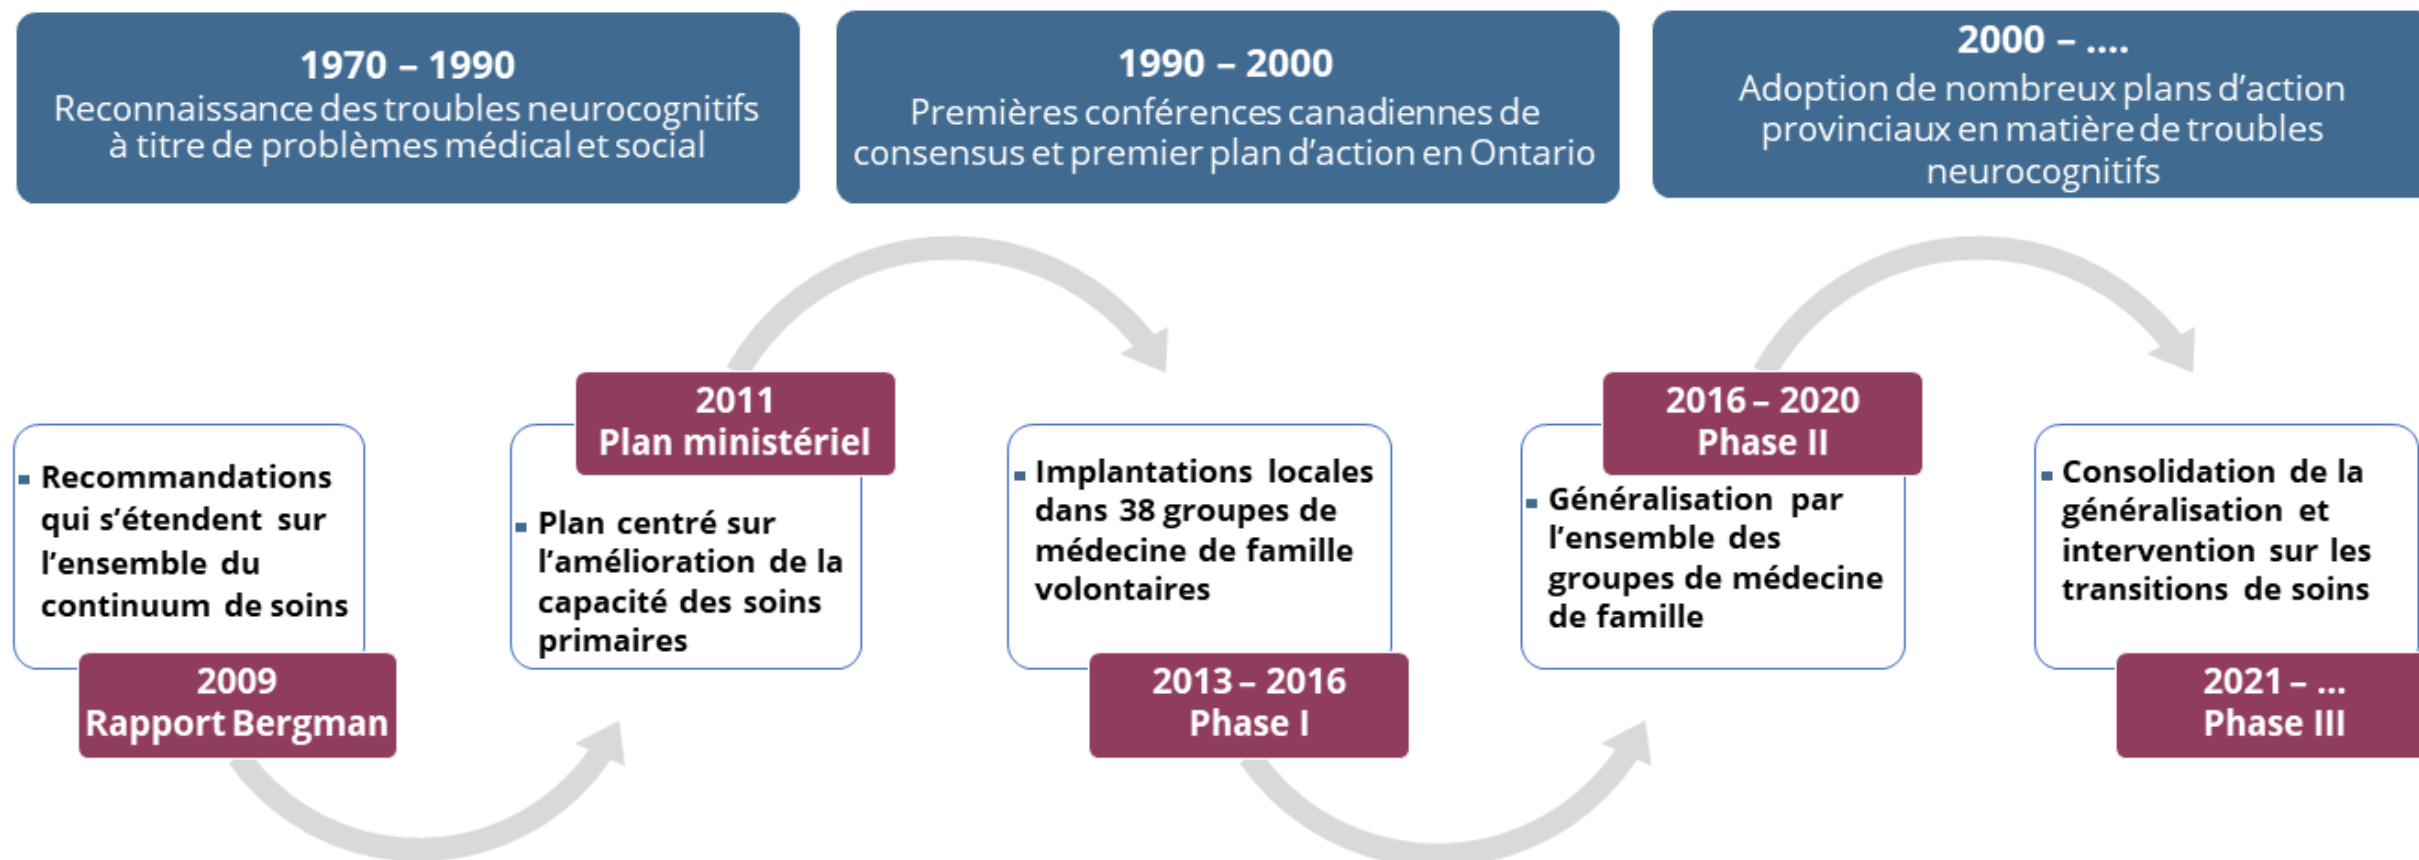 1970 – 1990
Reconnaissance des troubles neurocognitifs
à titre de problèmes médical et social
1990 – 2000
Premières conférences canadiennes de
consensus et premier plan d’action en Ontario
2000 – ....
Adoption de nombreux plans d’action
provinciaux en matière de troubles
neurocognitifs
Recommandations
qui s’étendent sur
l’ensemble du
continuum de soins
2009
Rapport Bergman
2011
Plan ministériel
Plan centré sur
l’amélioration de la
capacité des soins
primaires
Implantations locales
dans 38 groupes de
médecine de famille
volontaires
2013 – 2016
Phase I
2016 – 2020
Phase II
Généralisation par
l’ensemble des
groupes de médecine
de famille
Consolidation de la
généralisation et
intervention sur les
transitions de soins
2021 – ...
Phase III